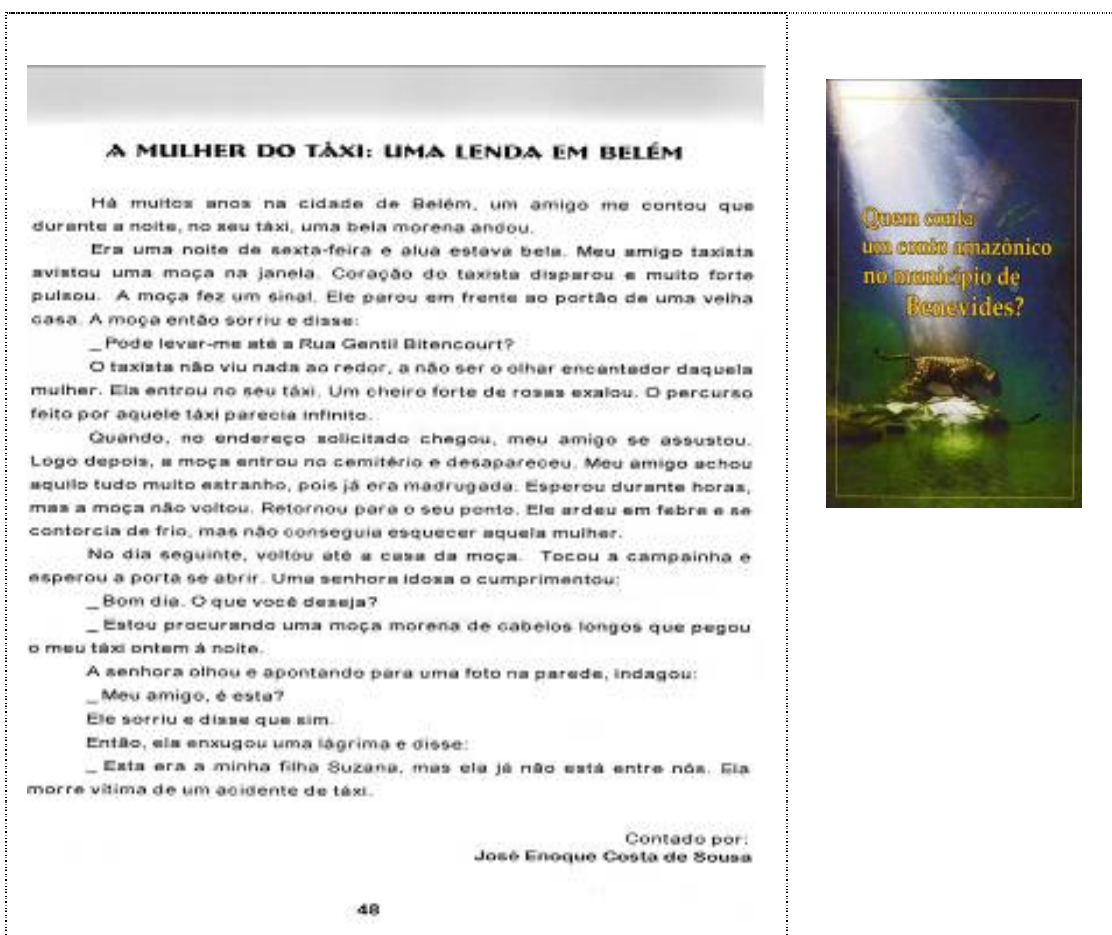 A MULHER DO TÁXI: UMA LENDA EM BELÉM
Há muitos anos na cidade de Belém, um amigo me contou que
durante a noite, no seu táxi, uma bela morena andou.
Era uma noite de sexta-feira e alua estava bela. Meu amigo taxista
avistou uma moça na janela. Coração do taxista disparou e muito forte
pulsou. A moça fez um sinal. Ele parou em frente ao portão de uma velha
casa. A moça então sorriu e disse:
_ Pode levar-me até a Rua Gentil Bitencourt?
O taxista não viu nada ao redor, a não ser o olhar encantador daquela
mulher. Ela entrou no seu táxi. Um cheiro forte de rosas exalou. O percurso
feito por aquele táxi parecia infinito.
Quando, no endereço solicitado chegou, meu amigo se assustou.
Logo depois, a moça entrou no cemitério e desapareceu. Meu amigo achou
aquilo tudo muito estranho, pois já era madrugada. Esperou durante horas,
mas a moça não voltou. Retornou para o seu ponto. Ele ardeu em febre e se
contorcia de frio, mas não conseguia esquecer aquela mulher.
No dia seguinte, voltou até a casa da moça. Tocou a campainha e
esperou a porta se abrir. Uma senhora idosa o cumprimentou:
_ Bom dia. O que você deseja?
_ Estou procurando uma moça morena de cabelos longos que pegou
o meu táxi ontem à noite.
A senhora olhou e apontando para uma foto na parede, indagou:
_ Meu amigo, é esta?
Ele sorriu e disse que sim.
Então, ela enxugou uma lágrima e disse:
_ Esta era a minha filha Suzana, mas ela já não está entre nós. Ela
morre vítima de um acidente de táxi.
Contado por:
José Enoque Costa de Sousa
48
Quem conta
um conto amazônico
no município de
Benevides?